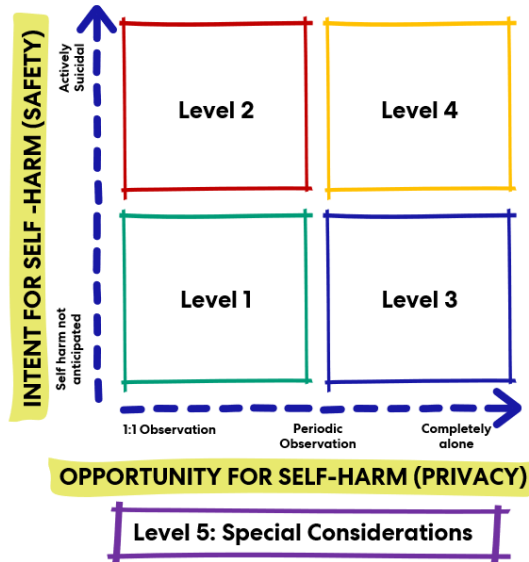 INTENT FOR SELF -HARM (SAFETY)
Actively
Suicidal
Self harm not
anticipated
Level 2
Level 4
Level 1
Level 3
1:1 Observation
Periodic
Observation
Completely
alone
OPPORTUNITY FOR SELF-HARM (PRIVACY)
Level 5: Special Considerations